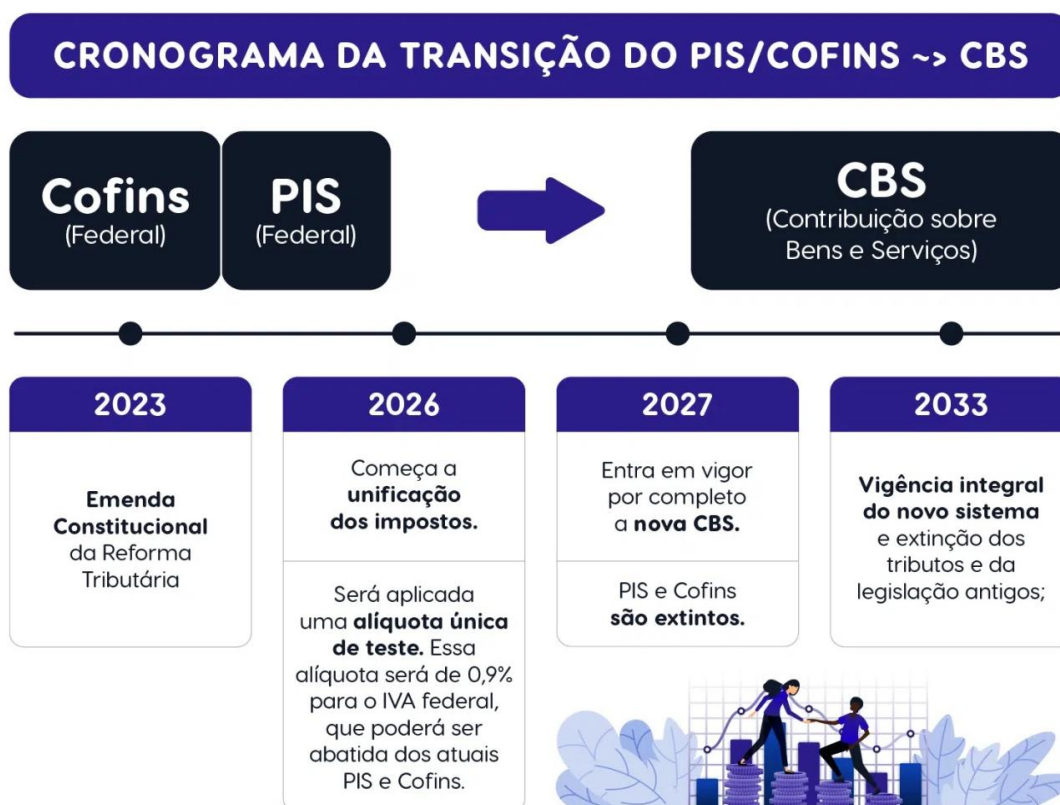 CRONOGRAMA DA TRANSIÇÃO DO PIS/COFINS ~> CBS
Cofins
(Federal)
PIS
(Federal)
CBS
(Contribuição sobre
Bens e Serviços)
2023
Emenda
Constitucional
da Reforma
Tributária
2026
Começa a
unificação
dos impostos.
Será aplicada
uma alíquota única
de teste. Essa
alíquota será de 0,9%
para o IVA federal,
que poderá ser
abatida dos atuais
PIS e Cofins.
2027
Entra em vigor
por completo
a nova CBS.
PIS e Cofins
são extintos.
2033
Vigência integral
do novo sistema
e extinção dos
tributos e da
legislação antigos;